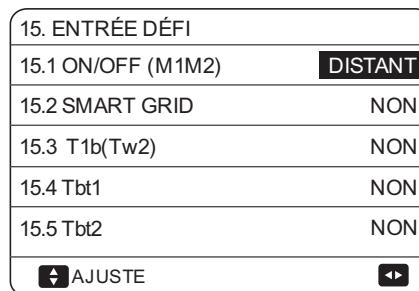 15. ENTRÉE DÉFI
15.1 ON/OFF (M1M2) DISTANT
15.2 SMART GRID NON
15.3 T1b(Tw2) NON
15.4 Tbt1 NON
15.5 Tbt2 NON
AJUSTE